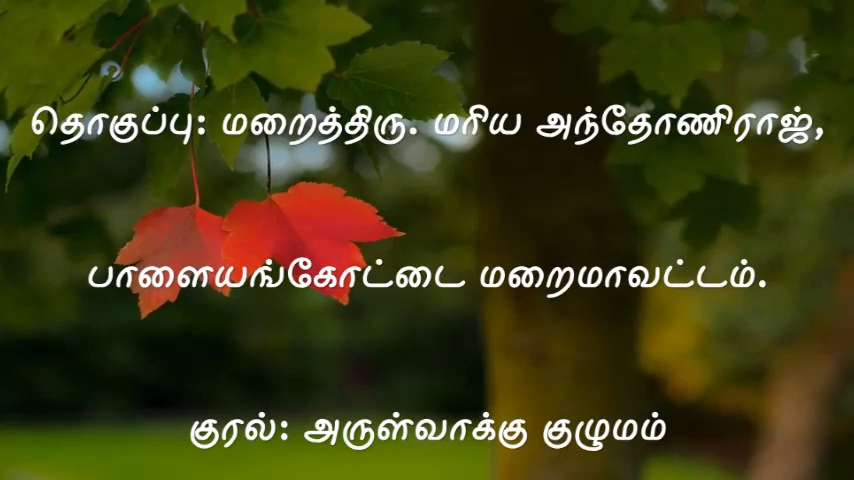 தொகுப்பு: மறைத்திரு. மரிய அந்தோணிராஜ்,
பாளையங்கோட்டை மறைமாவட்டம்.
குரல்: அருள்வாக்கு குழுமம்